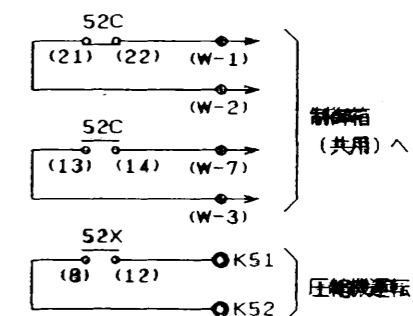 52C
(21) (22) (W-1)
(W-2)
制御箱
(共用)へ
52C
(13) (14) (W-7)
(W-3)
52X
(8) (12) K51
圧縮機運転
K52